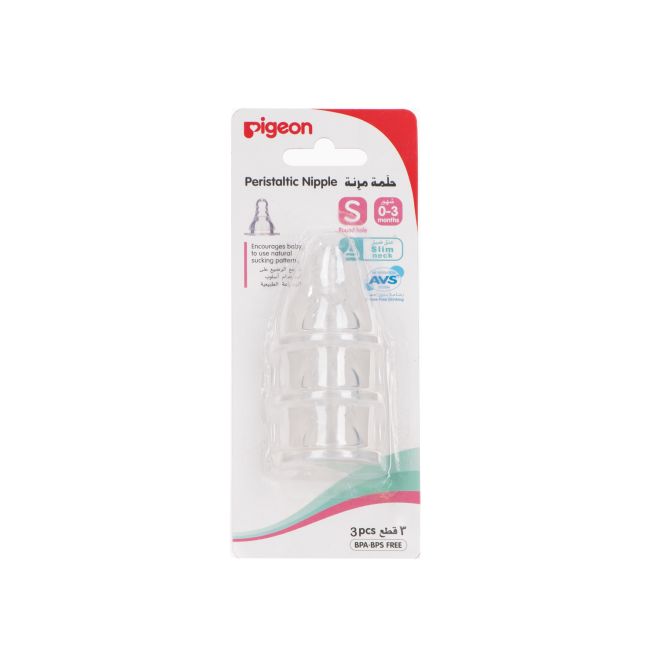 pigeon
Peristaltic Nipple حلمة مرنة
S
Round hole
شهور
0-3
months
Slim
neck
Encourages baby
to use natural
sucking pattern
AVS
3 pcs ٣ قطع
BPA-BPS FREE